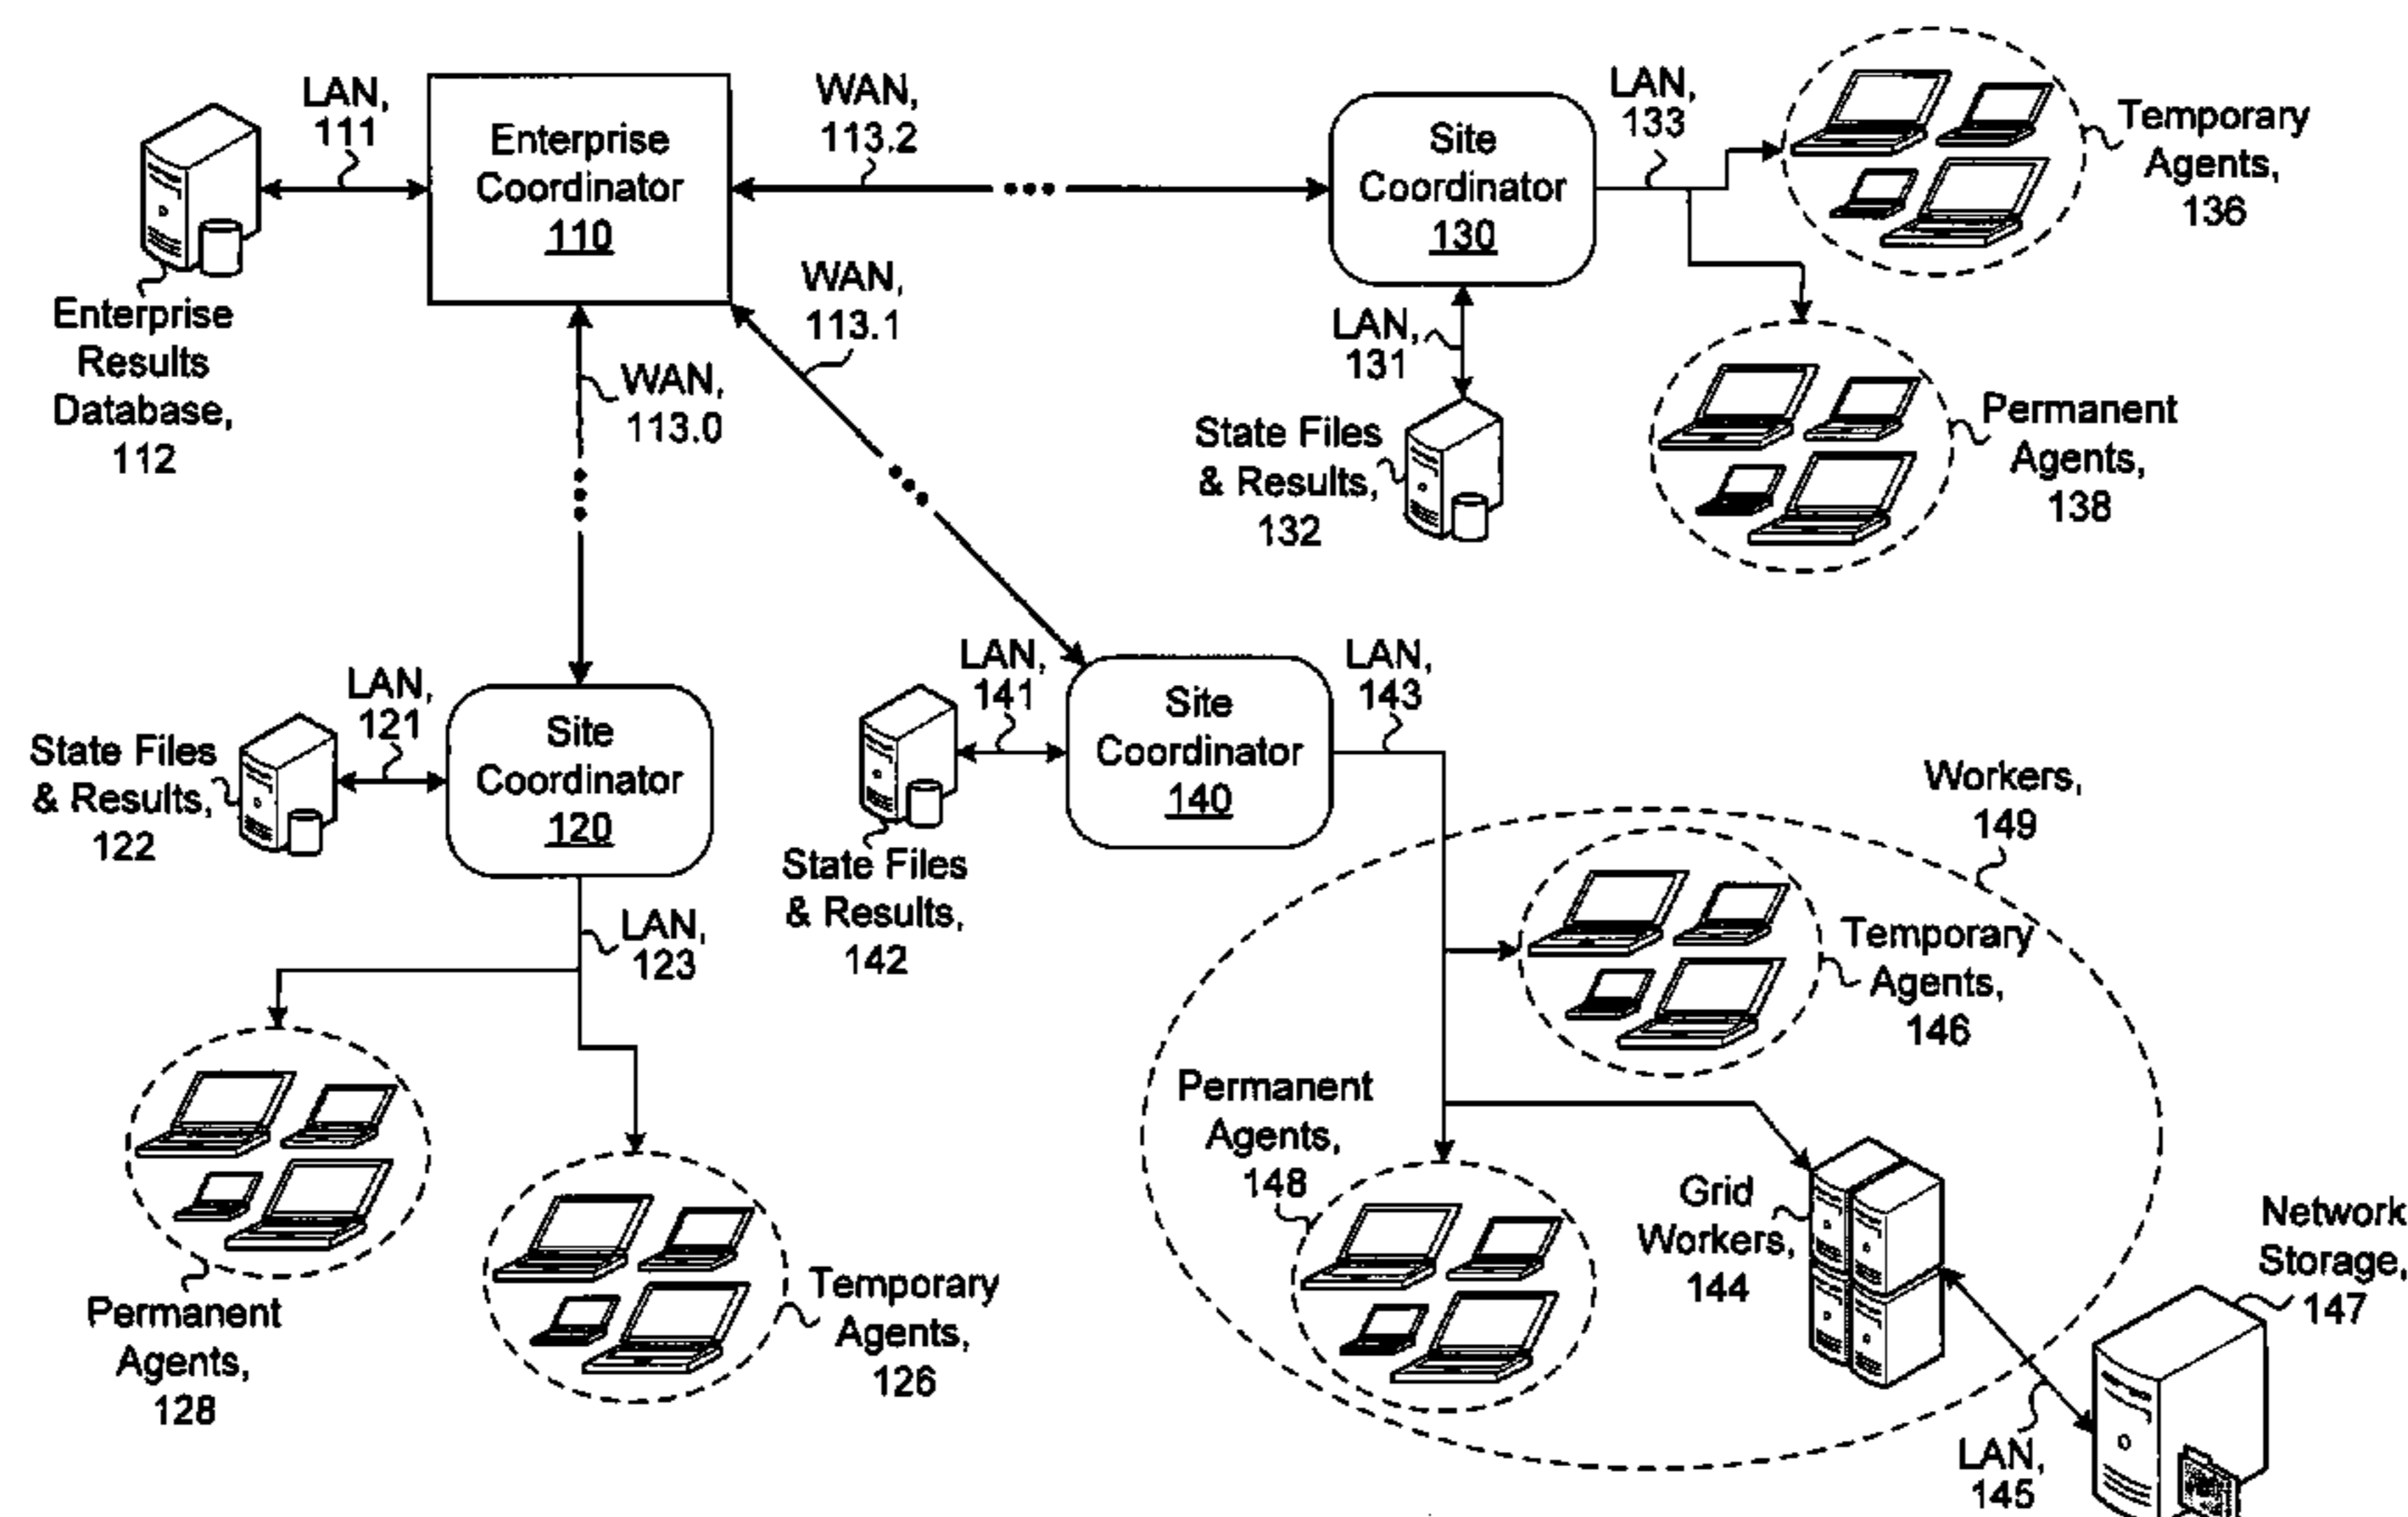 LAN,
111
Enterprise
Coordinator
110
WAN,
113.2
Site
Coordinator
130
LAN,
133
Temporary
Agents,
136
Enterprise
Results
Database,
112
WAN,
113.1
WAN,
113.0
LAN,
131
State Files
& Results,
132
Permanent
Agents,
138
State Files
& Results,
122
LAN,
121
Site
Coordinator
120
LAN,
123
Permanent
Agents,
128
Temporary
Agents,
126
LAN,
141
State Files
& Results,
142
Site
Coordinator
140
LAN,
143
Workers,
149
Temporary
Agents,
146
Permanent
Agents,
148
Grid
Workers,
144
Network
Storage,
147
LAN,
145